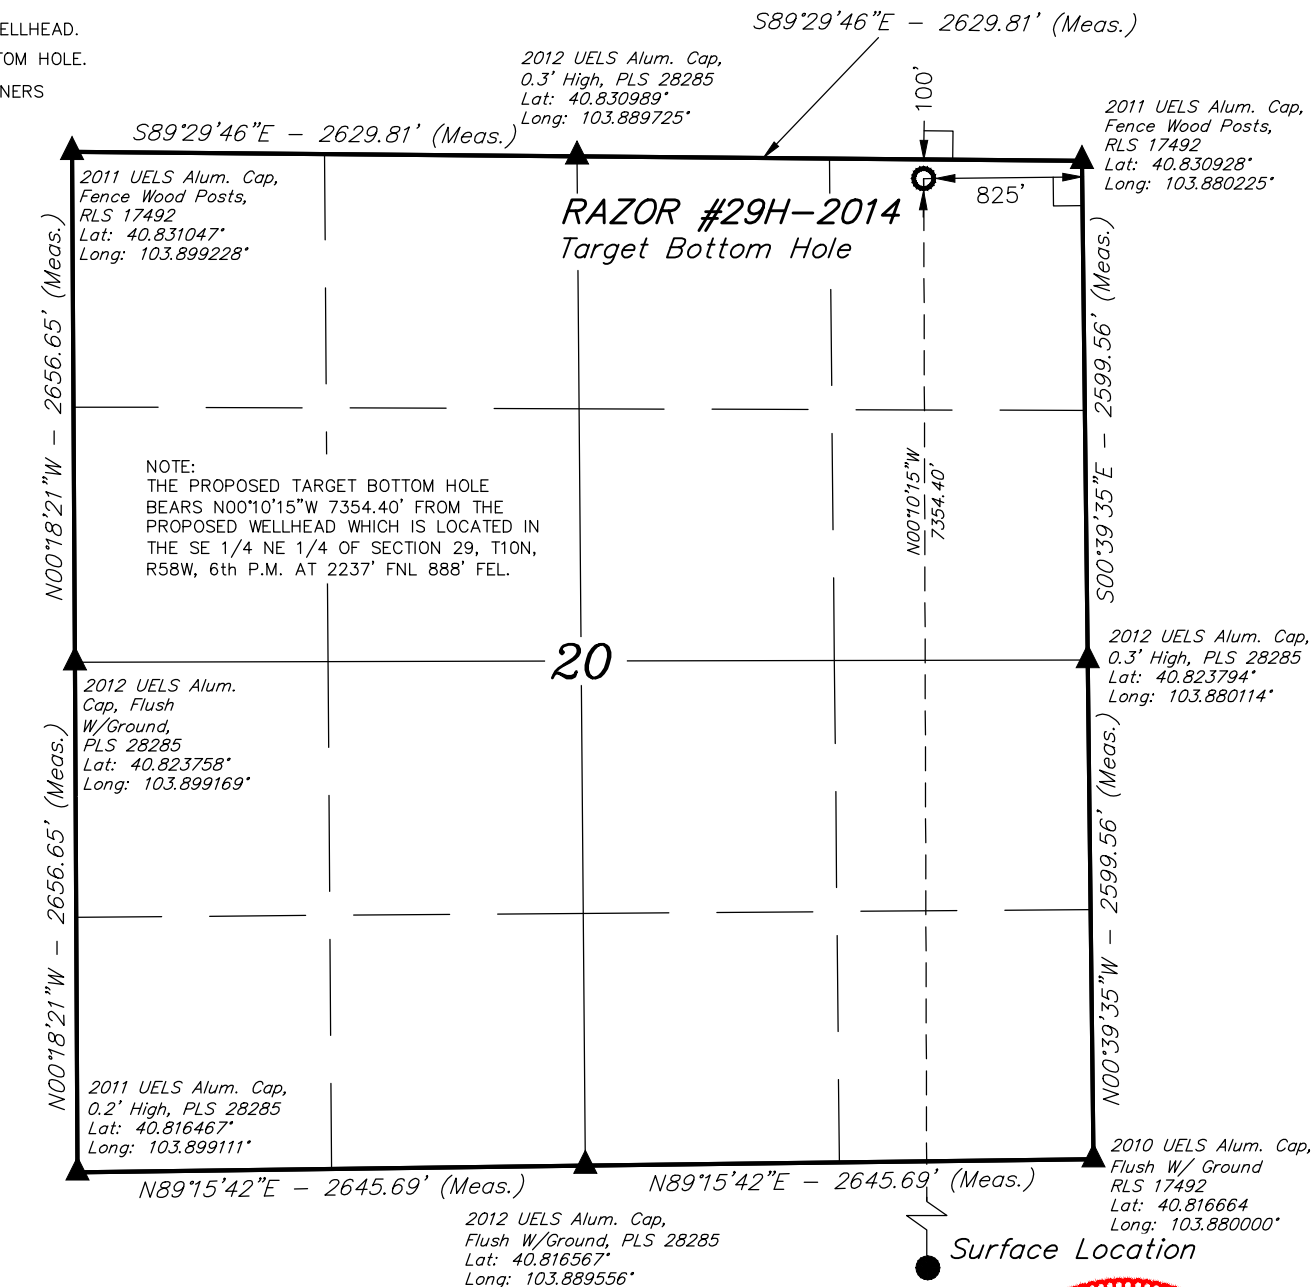 ELLHEAD.
TOM HOLE.
NERS
S89°29'46"E - 2629.81' (Meas.)
2012 UELS Alum. Cap,
0.3' High, PLS 28285
Lat: 40.830989°
Long: 103.889725°
100'
2011 UELS Alum. Cap,
Fence Wood Posts,
RLS 17492
Lat: 40.830928°
Long: 103.880225°
S89°29'46"E - 2629.81' (Meas.)
2011 UELS Alum. Cap,
Fence Wood Posts,
RLS 17492
Lat: 40.831047°
Long: 103.899228°
825'
RAZOR #29H-2014
Target Bottom Hole
N00°18'21"W - 2656.65' (Meas.)
S00°39'35"E - 2599.56' (Meas.)
NOTE:
THE PROPOSED TARGET BOTTOM HOLE
BEARS N00°10'15"W 7354.40' FROM THE
PROPOSED WELLHEAD WHICH IS LOCATED IN
THE SE 1/4 NE 1/4 OF SECTION 29, T10N,
R58W, 6th P.M. AT 2237' FNL 888' FEL.
N00°10'15"W
7354.40'
20
2012 UELS Alum. Cap,
0.3' High, PLS 28285
Lat: 40.823794°
Long: 103.880114°
2012 UELS Alum.
Cap, Flush
W/Ground,
PLS 28285
Lat: 40.823758°
Long: 103.899169°
N00°18'21"W - 2656.65' (Meas.)
N00°39'35"W - 2599.56' (Meas.)
2011 UELS Alum. Cap,
0.2' High, PLS 28285
Lat: 40.816467°
Long: 103.899111°
2010 UELS Alum. Cap,
Flush W/ Ground
RLS 17492
Lat: 40.816664
Long: 103.880000°
N89°15'42"E - 2645.69' (Meas.)
N89°15'42"E - 2645.69' (Meas.)
2012 UELS Alum. Cap,
Flush W/Ground, PLS 28285
Lat: 40.816567°
Long: 103.889556°
Surface Location